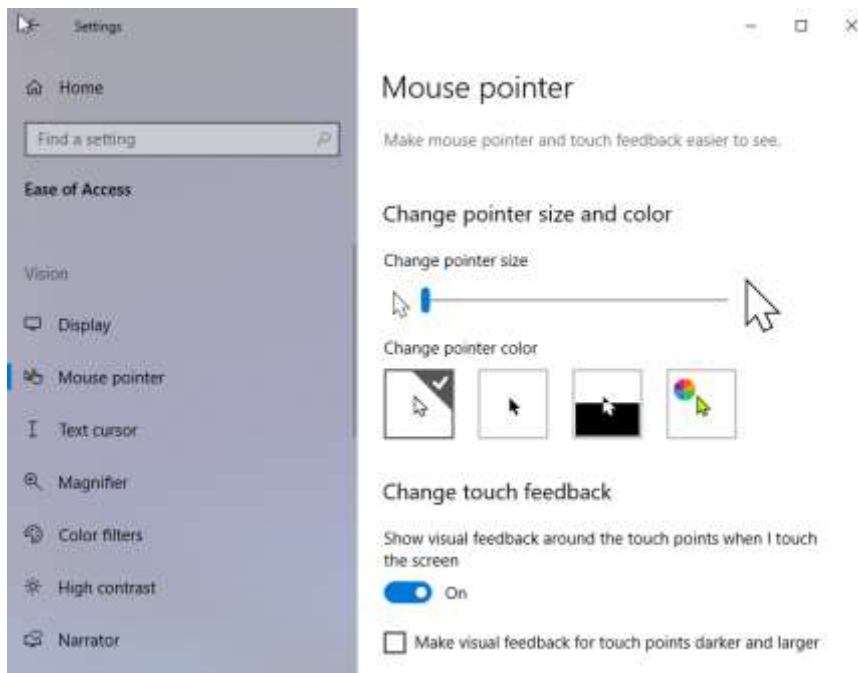 Settings
Home
Find a setting
Ease of Access
Vision
Display
Mouse pointer
Text cursor
Magnifier
Color filters
High contrast
Narrator
Mouse pointer
Make mouse pointer and touch feedback easier to see.
Change pointer size and color
Change pointer size
Change pointer color
Change touch feedback
Show visual feedback around the touch points when I touch
the screen
On
Make visual feedback for touch points darker and larger